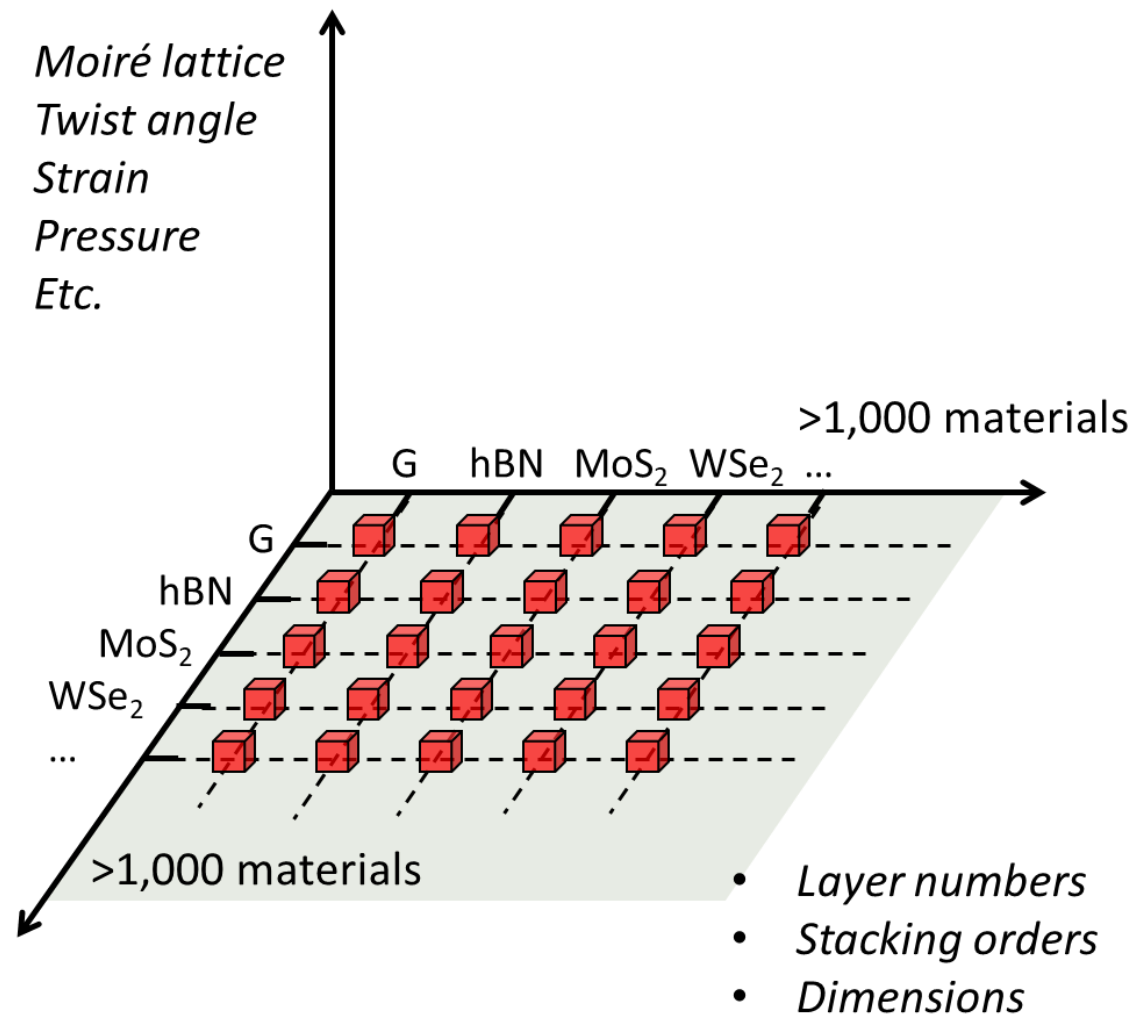 Moiré lattice
Twist angle
Strain
Pressure
Etc.
>1,000 materials
G hBN MoS₂ WSe₂ ...
G
hBN
MoS₂
WSe₂
...
>1,000 materials
• Layer numbers
• Stacking orders
• Dimensions